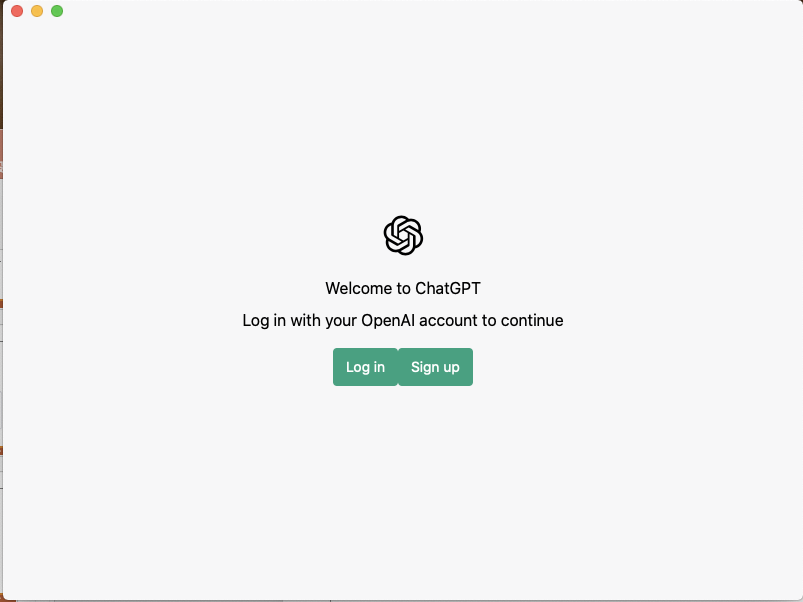 Welcome to ChatGPT
Log in with your OpenAI account to continue
Log in
Sign up